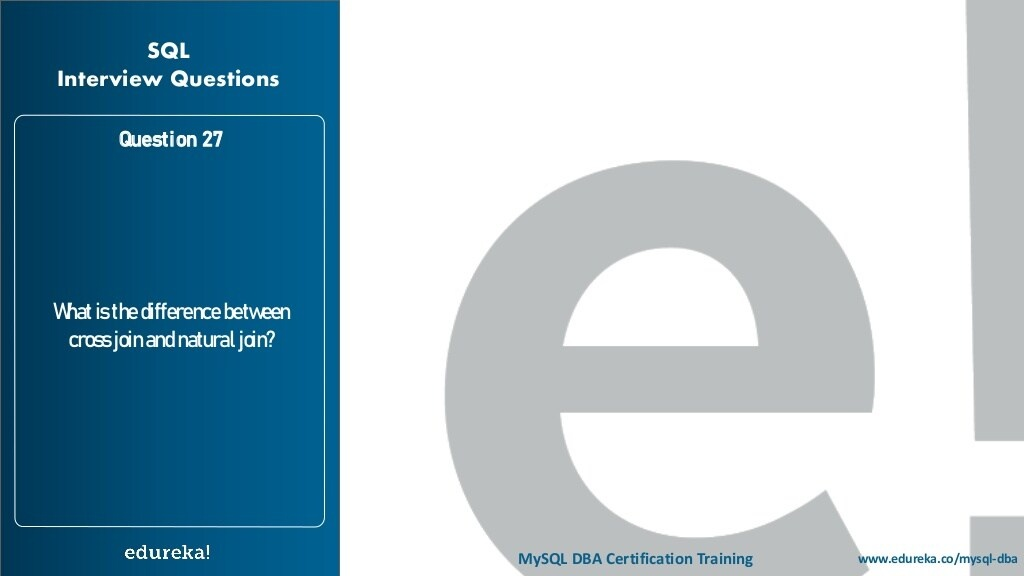 SQL
Interview Questions
Question 27
What is the difference between
cross join and natural join?
edureka!
e!
MySQL DBA Certification Training
www.edureka.co/mysql-dba